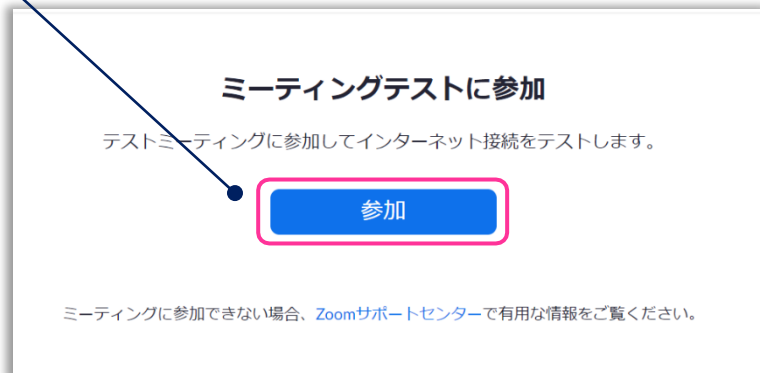 ミーティングテストに参加
テストミーティングに参加してインターネット接続をテストします。
参加
ミーティングに参加できない場合、Zoomサポートセンターで有用な情報をご覧ください。